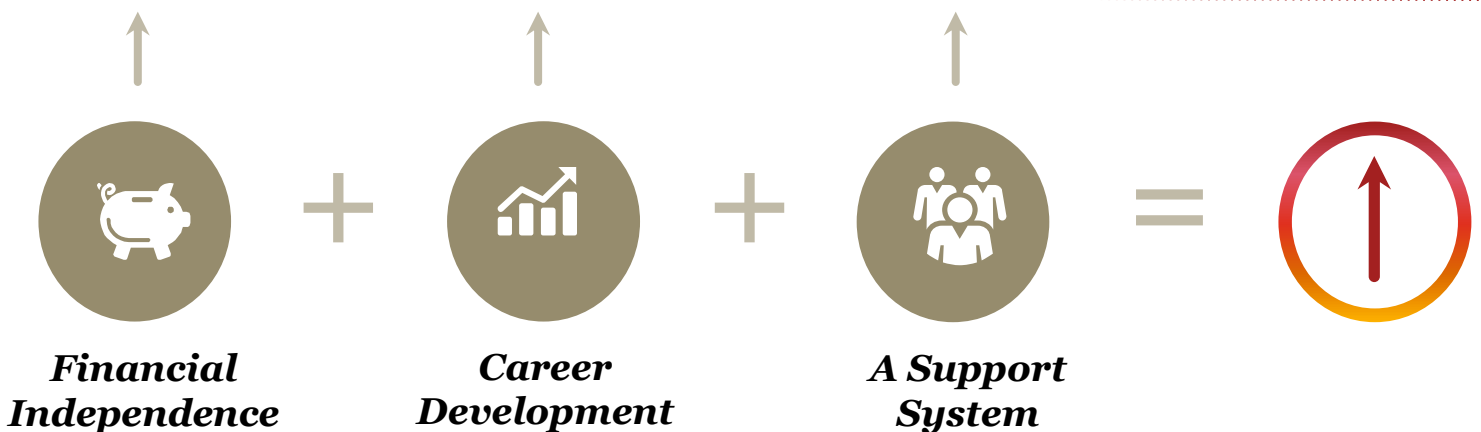 Financial
Independence
Career
Development
A Support
System